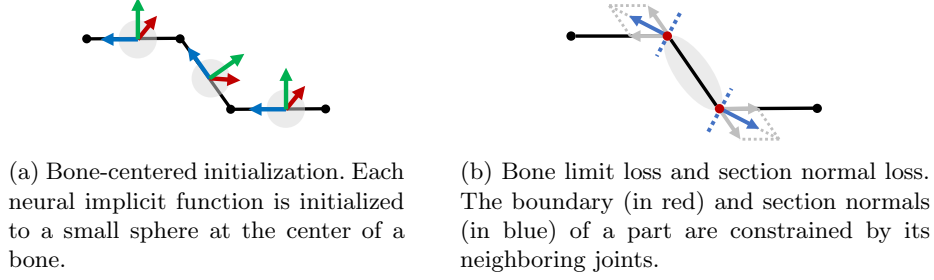 (a) Bone-centered initialization. Each
neural implicit function is initialized
to a small sphere at the center of a
bone.
(b) Bone limit loss and section normal loss.
The boundary (in red) and section normals
(in blue) of a part are constrained by its
neighboring joints.